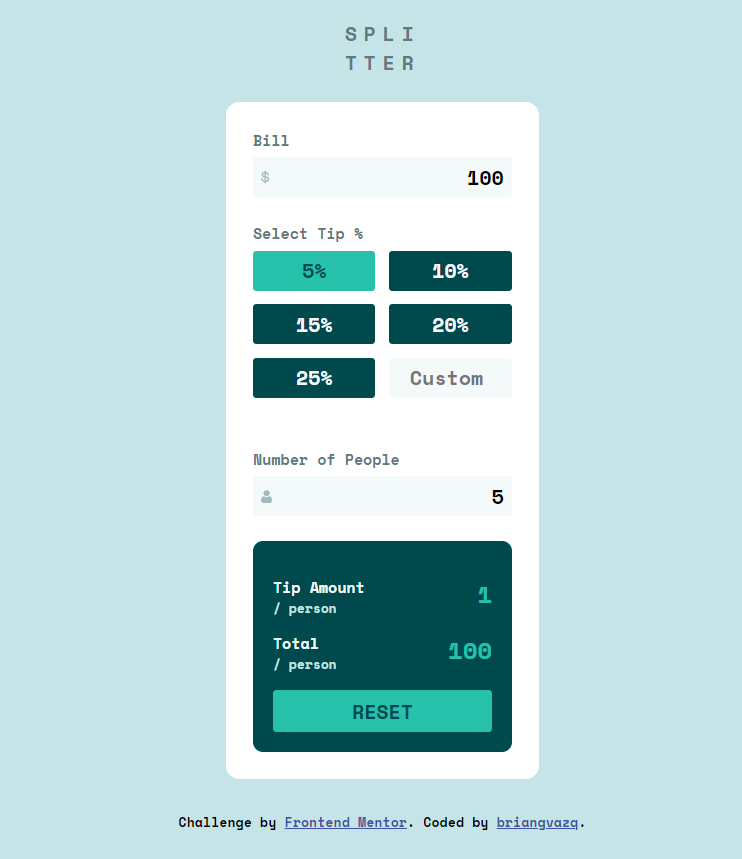 SPLI
TTER
Bill
$ 100
Select Tip %
5% 10%
15% 20%
25% Custom
Number of People
5
Tip Amount
/ person
1
Total
/ person
100
RESET
Challenge by Frontend Mentor. Coded by briangvazq.